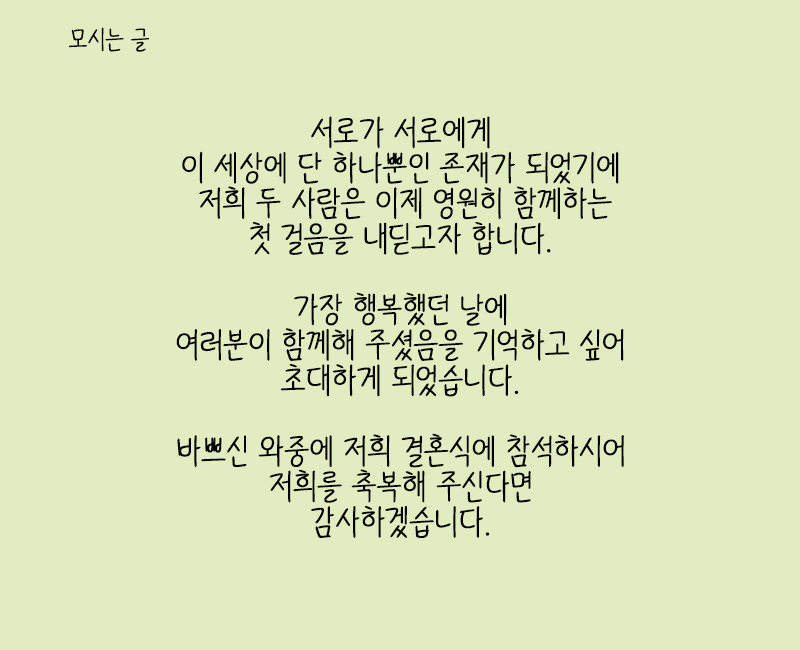 모시는 글
서로가 서로에게
이 세상에 단 하나뿐인 존재가 되었기에
저희 두 사람은 이제 영원히 함께하는
첫 걸음을 내딛고자 합니다.
가장 행복했던 날에
여러분이 함께해 주셨음을 기억하고 싶어
초대하게 되었습니다.
바쁘신 와중에 저희 결혼식에 참석하시어
저희를 축복해 주신다면
감사하겠습니다.